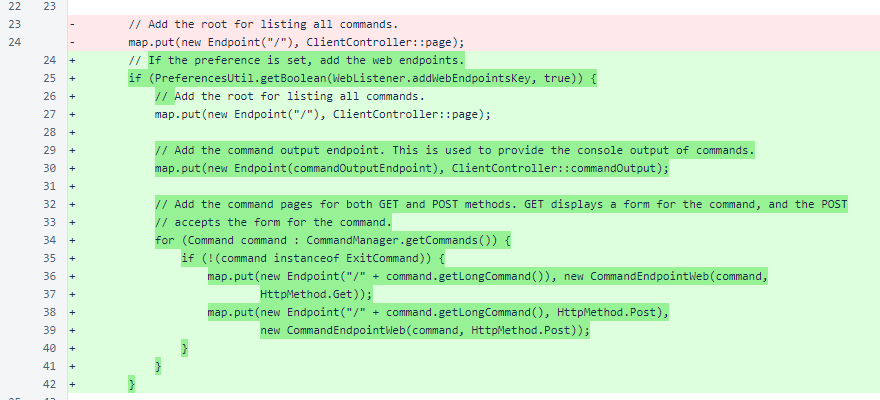 22 23
23 - // Add the root for listing all commands.
24 - map.put(new Endpoint("/"), ClientController::page);
24 + // If the preference is set, add the web endpoints.
25 + if (PreferencesUtil.getBoolean(WebListener.addWebEndpointsKey, true)) {
26 + // Add the root for listing all commands.
27 + map.put(new Endpoint("/"), ClientController::page);
28 +
29 + // Add the command output endpoint. This is used to provide the console output of commands.
30 + map.put(new Endpoint(commandOutputEndpoint), ClientController::commandOutput);
31 +
32 + // Add the command pages for both GET and POST methods. GET displays a form for the command, and the POST
33 + // accepts the form for the command.
34 + for (Command command : CommandManager.getCommands()) {
35 + if (!(command instanceof ExitCommand)) {
36 + map.put(new Endpoint("/" + command.getLongCommand()), new CommandEndpointWeb(command,
37 + HttpMethod.Get));
38 + map.put(new Endpoint("/" + command.getLongCommand(), HttpMethod.Post),
39 + new CommandEndpointWeb(command, HttpMethod.Post));
40 + }
41 + }
42 + }